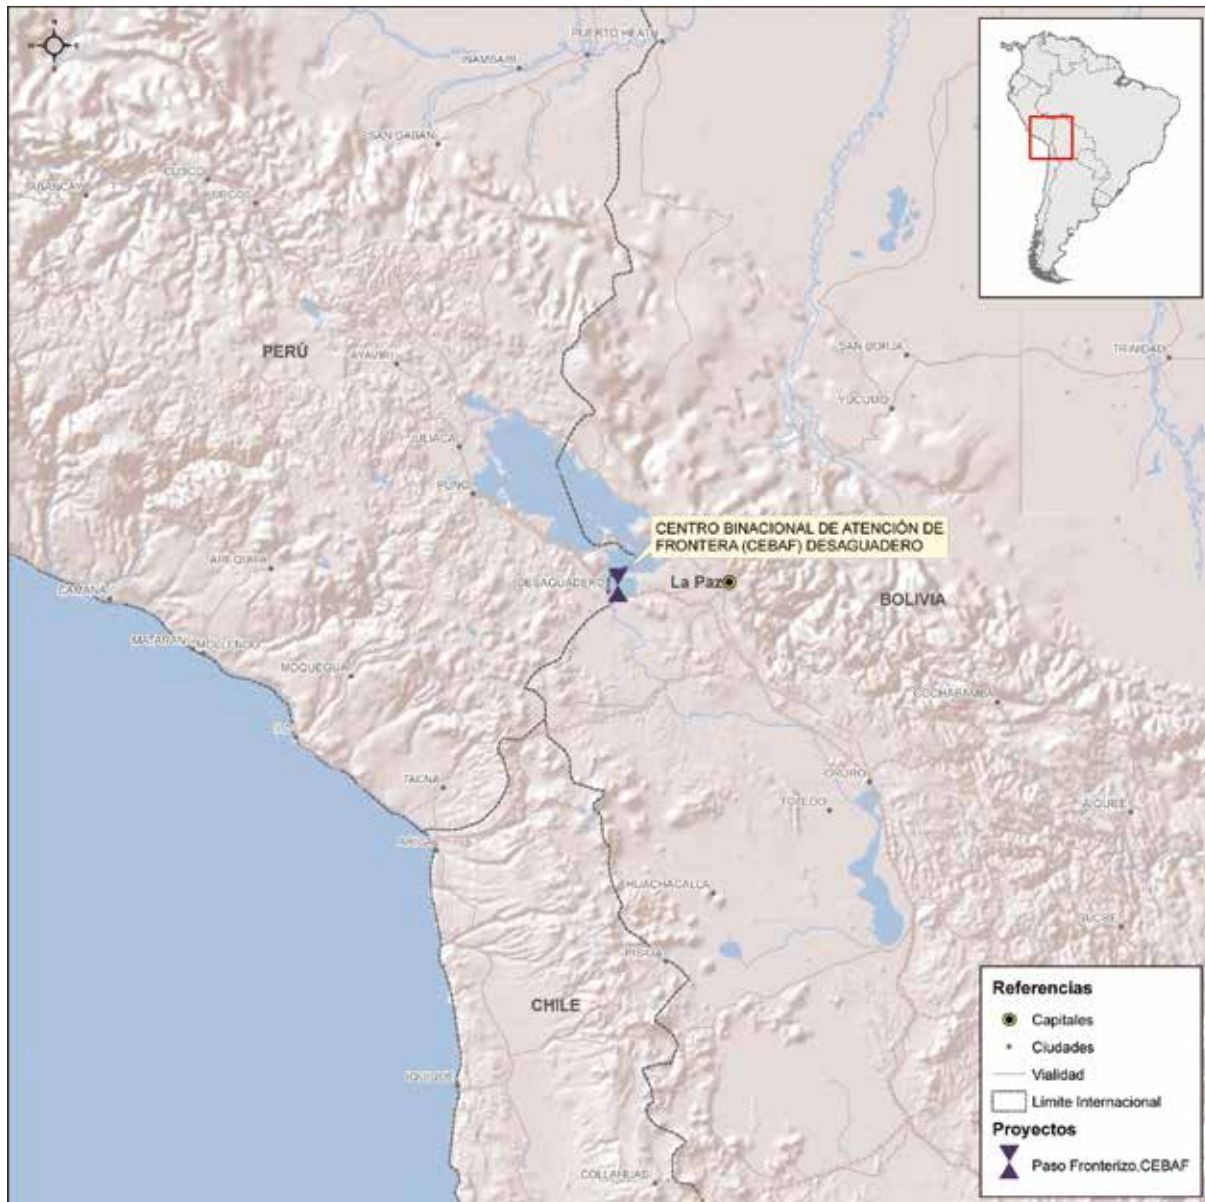 N
W
E
S
PUERTO HEATH
INAMBARI
SAN GABAN
CUSCO
ABANCAY
URCOS
PERÚ
AYAVIRI
SAN BORJA
TRINIDAD
YUCUMO
JULIACA
PUNO
CENTRO BINACIONAL DE ATENCIÓN DE
FRONTERA (CEBAF) DESAGUADERO
AREQUIPA
DESAGUADERO
La Paz
CAMANA
BOLIVIA
MATARANI
MOLLENDO
MOQUEGUA
COCHABAMBA
ILO
TACNA
ORURO
TOLEDO
AIQUILE
ARICA
HUACHACALLA
SUCRE
PISIGA
CHILE
IQUIQUE
COLLAHUASI
Referencias
Capitales
Ciudades
Vialidad
Límite Internacional
Proyectos
Paso Fronterizo,CEBAF